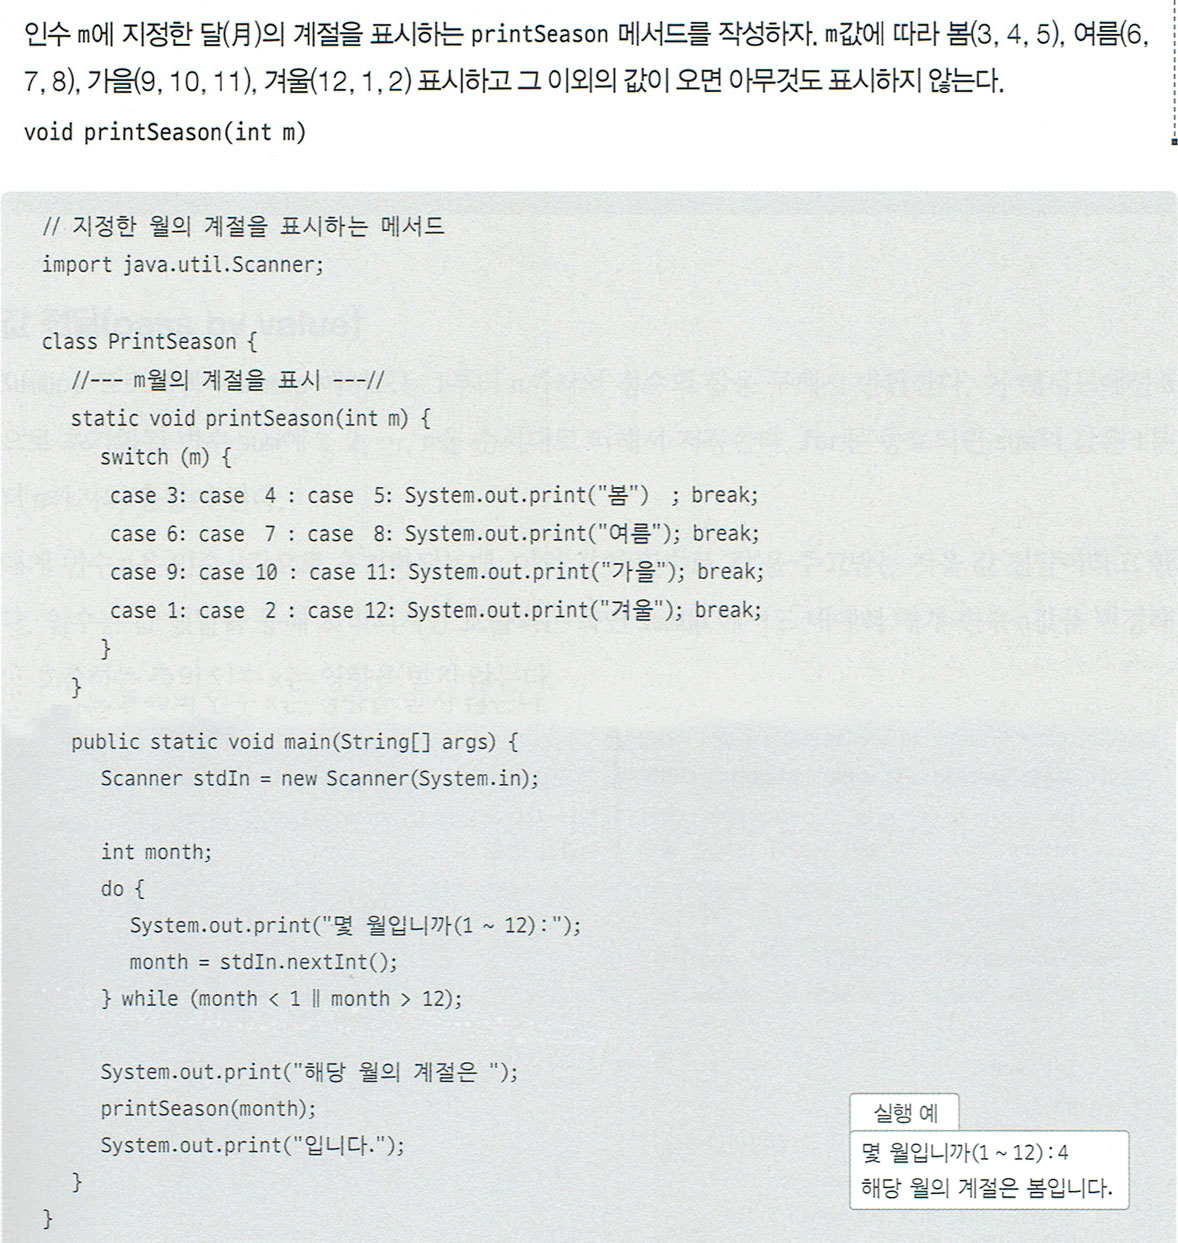 인수 m에 지정한 달(月)의 계절을 표시하는 printSeason 메서드를 작성하자. m값에 따라 봄(3, 4, 5), 여름(6,
7, 8), 가을(9, 10, 11), 겨울(12, 1, 2) 표시하고 그 이외의 값이 오면 아무것도 표시하지 않는다.
void printSeason(int m)
// 지정한 월의 계절을 표시하는 메서드
import java.util.Scanner;
class PrintSeason {
//--- m월의 계절을 표시 ---//
static void printSeason(int m) {
switch (m) {
case 3: case 4 : case 5: System.out.print("봄") ; break;
case 6: case 7 : case 8: System.out.print("여름"); break;
case 9: case 10 : case 11: System.out.print("가을"); break;
case 1: case 2 : case 12: System.out.print("겨울"); break;
}
}
public static void main(String[] args) {
Scanner stdIn = new Scanner(System.in);
int month;
do {
System.out.print("몇 월입니까(1 ~ 12):");
month = stdIn.nextInt();
} while (month < 1 || month > 12);
System.out.print("해당 월의 계절은 ");
printSeason(month);
System.out.print("입니다.");
}
}
실행 예
몇 월입니까(1 ~ 12):4
해당 월의 계절은 봄입니다.